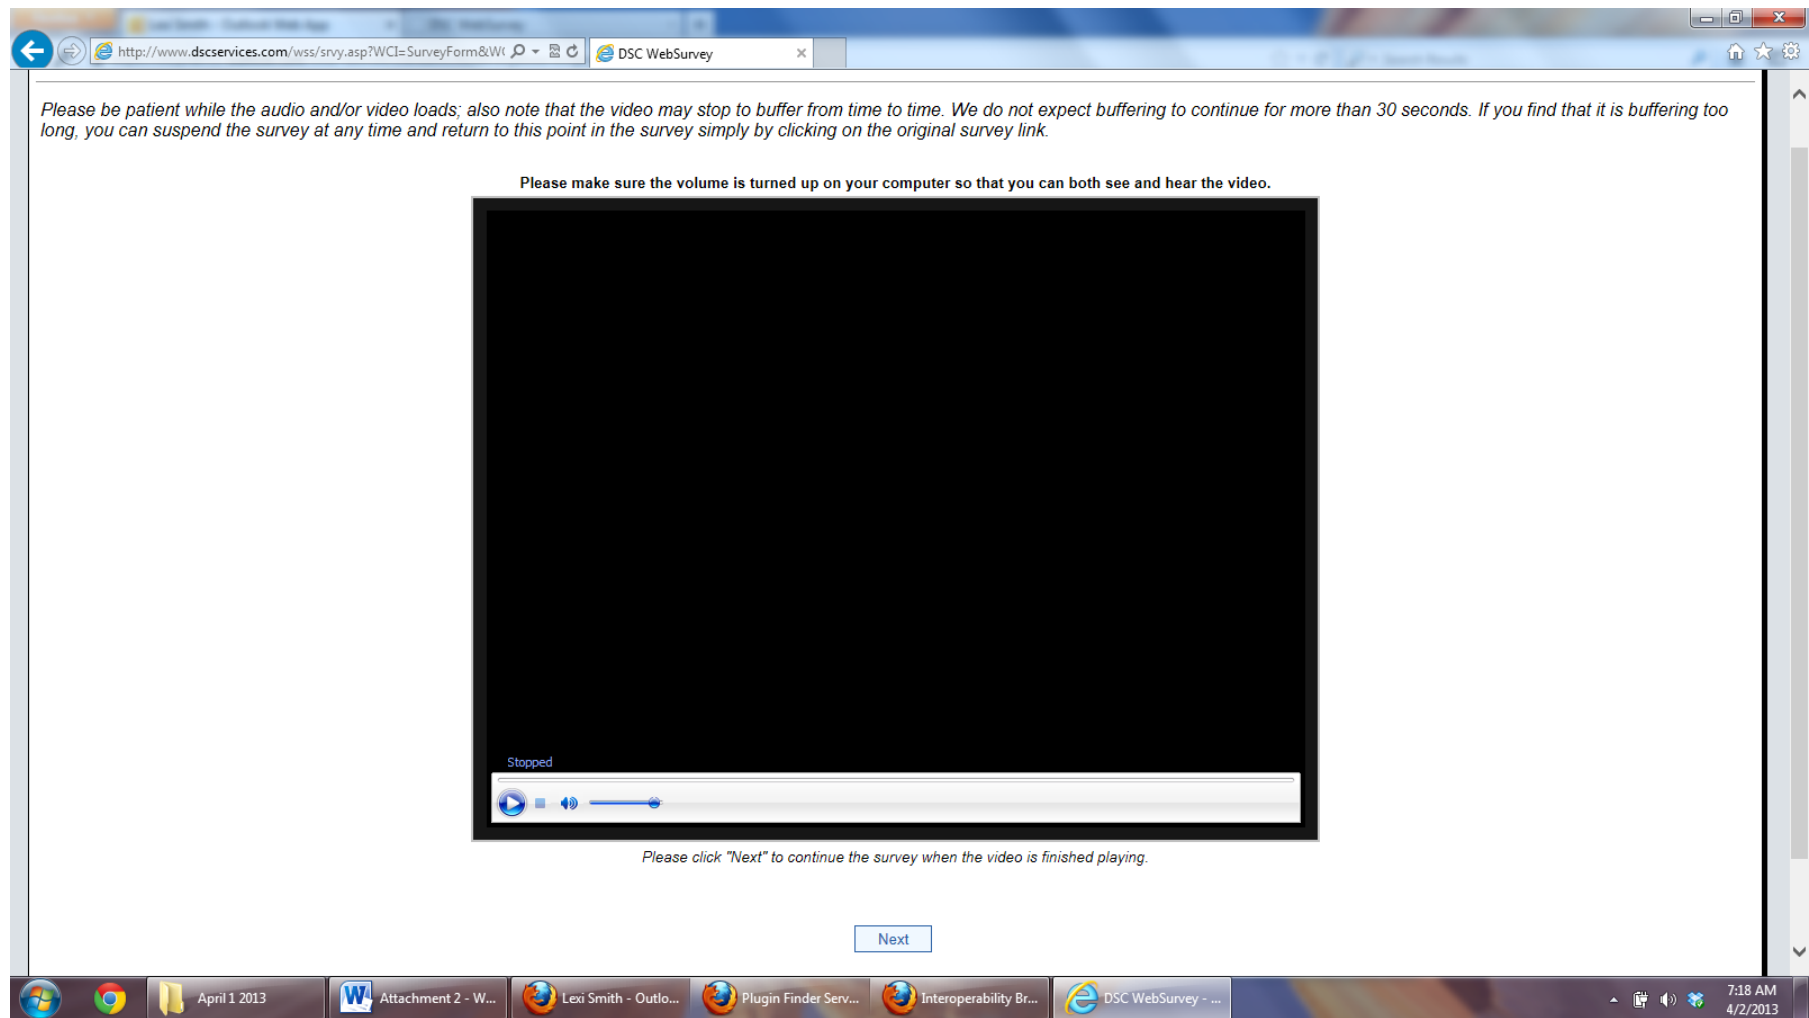 Lexi Smith - Outlook Web App
DSC WebSurvey
http://www.dscservices.com/wss/srvy.asp?WCI=SurveyForm&W(
DSC WebSurvey
Please be patient while the audio and/or video loads; also note that the video may stop to buffer from time to time. We do not expect buffering to continue for more than 30 seconds. If you find that it is buffering too
long, you can suspend the survey at any time and return to this point in the survey simply by clicking on the original survey link.
Please make sure the volume is turned up on your computer so that you can both see and hear the video.
Stopped
Please click "Next" to continue the survey when the video is finished playing.
Next
April 1 2013
Attachment 2 - W...
Lexi Smith - Outlo...
Plugin Finder Serv...
Interoperability Br...
DSC WebSurvey - ...
7:18 AM
4/2/2013